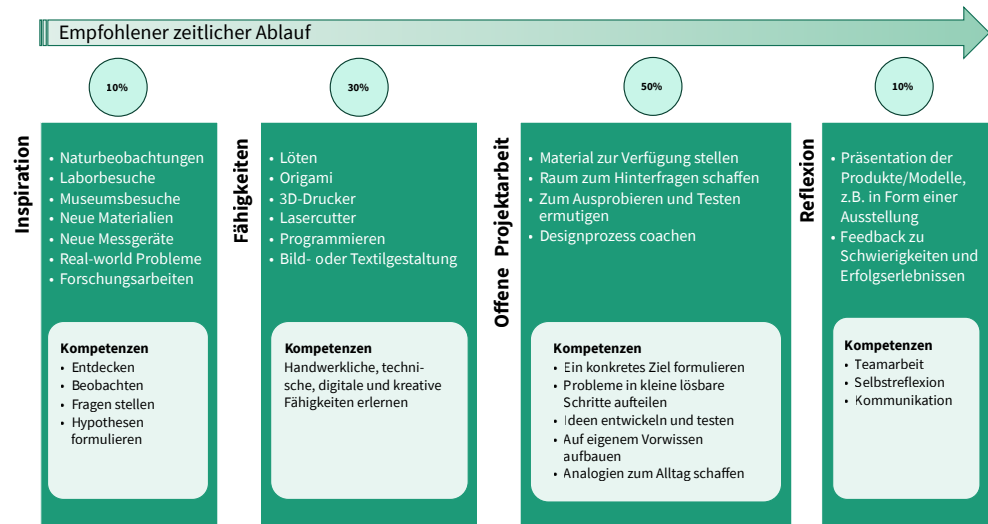 Empfohlener zeitlicher Ablauf
10%
30%
50%
10%
Inspiration
• Naturbeobachtungen
• Laborbesuche
• Museumsbesuche
• Neue Materialien
• Neue Messgeräte
• Real-world Probleme
• Forschungsarbeiten
Kompetenzen
• Entdecken
• Beobachten
• Fragen stellen
• Hypothesen
formulieren
Fähigkeiten
• Löten
• Origami
• 3D-Drucker
• Lasercutter
• Programmieren
• Bild- oder Textilgestaltung
Kompetenzen
Handwerkliche, techni-
sche, digitale und kreative
Fähigkeiten erlernen
Offene Projektarbeit
• Material zur Verfügung stellen
• Raum zum Hinterfragen schaffen
• Zum Ausprobieren und Testen
ermutigen
• Designprozess coachen
Kompetenzen
• Ein konkretes Ziel formulieren
• Probleme in kleine lösbare
Schritte aufteilen
• Ideen entwickeln und testen
• Auf eigenem Vorwissen
aufbauen
• Analogien zum Alltag schaffen
Reflexion
• Präsentation der
Produkte/Modelle,
z.B. in Form einer
Ausstellung
• Feedback zu
Schwierigkeiten und
Erfolgserlebnissen
Kompetenzen
• Teamarbeit
• Selbstreflexion
• Kommunikation